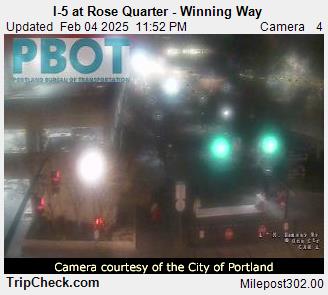 I-5 at Rose Quarter - Winning Way
Updated Feb 04 2025 11:52 PM Camera 4
PBOT
PORTLAND BUREAU OF TRANSPORTATION
Camera courtesy of the City of Portland
TripCheck.com Milepost302.00